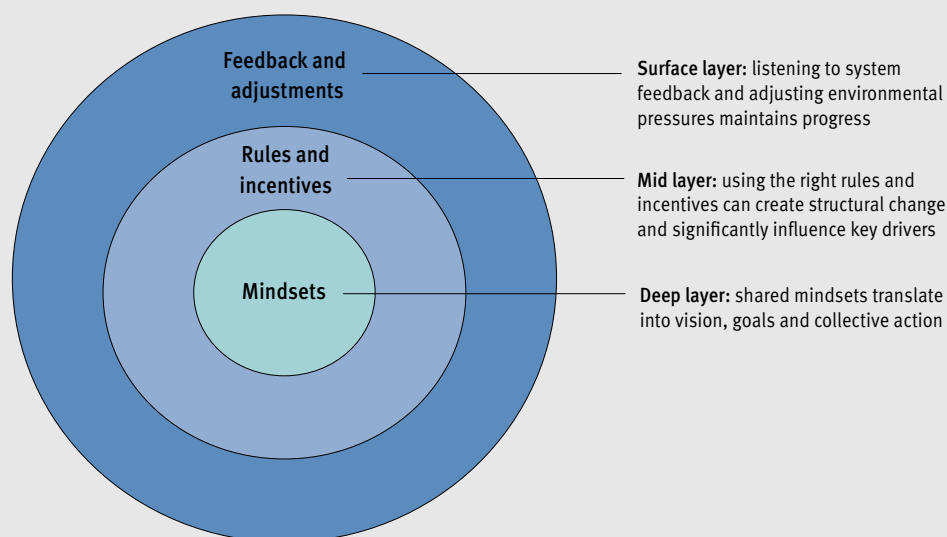 Feedback and
adjustments
Surface layer: listening to system
feedback and adjusting environmental
pressures maintains progress
Rules and
incentives
Mid layer: using the right rules and
incentives can create structural change
and significantly influence key drivers
Mindsets
Deep layer: shared mindsets translate
into vision, goals and collective action